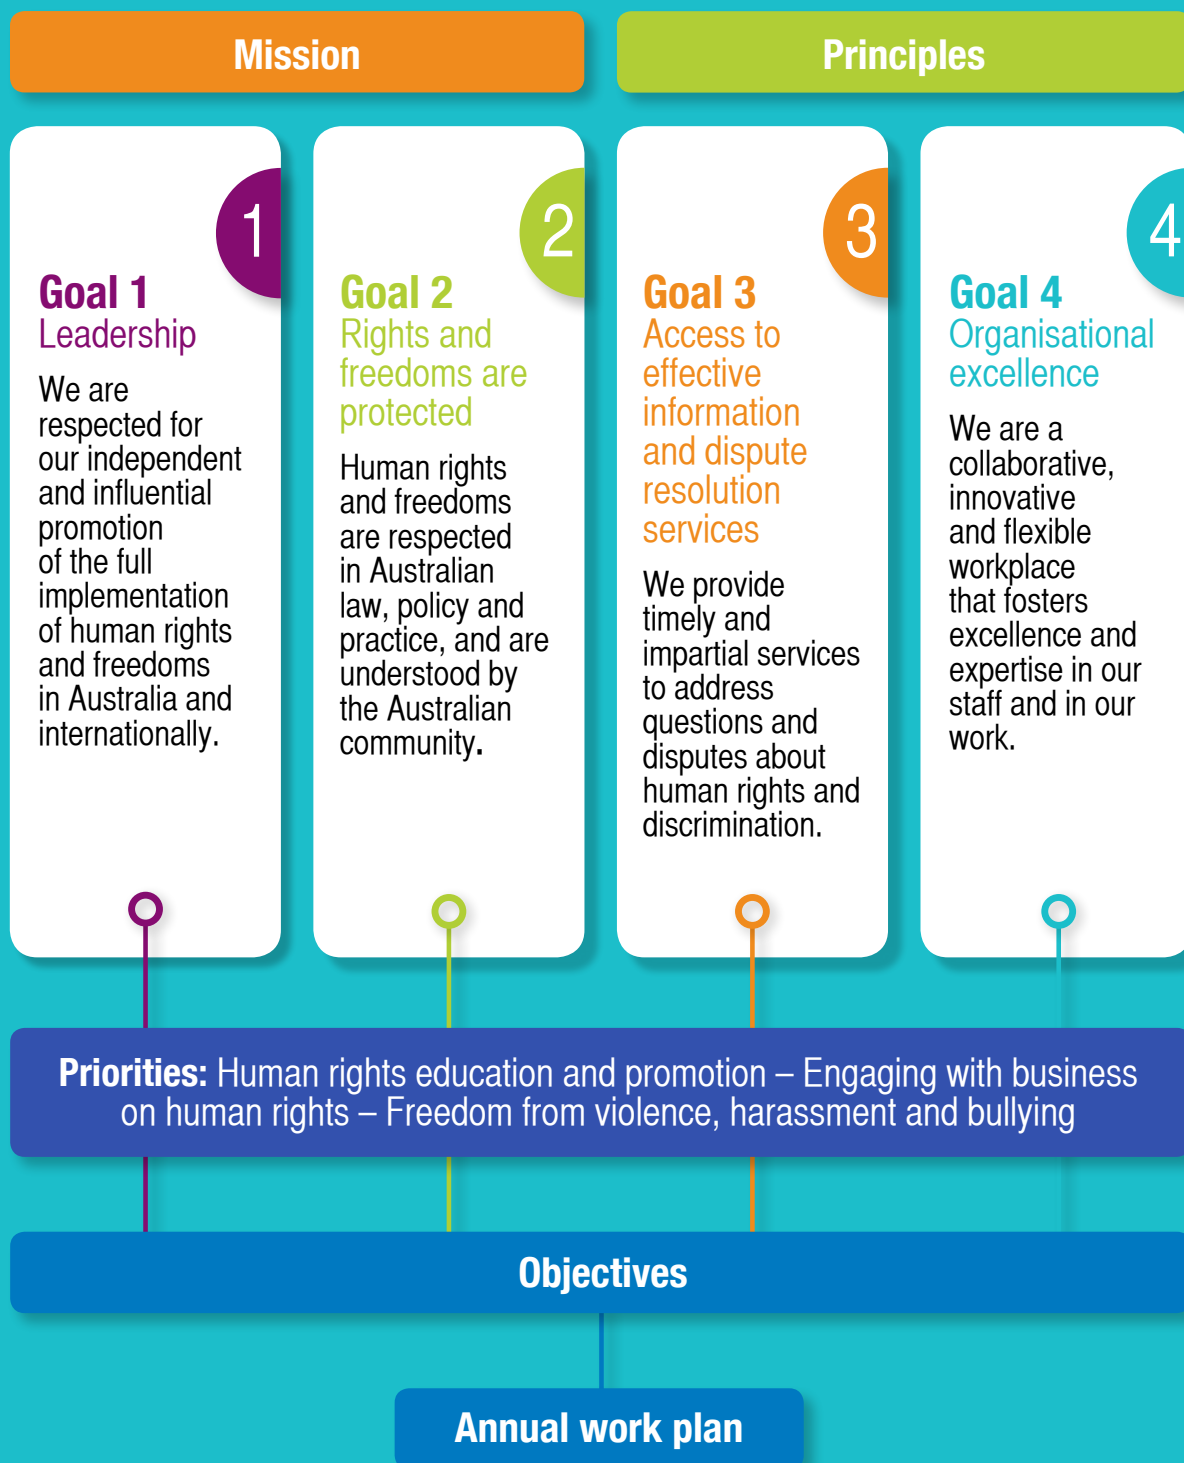 Mission
Principles
1
Goal 1
Leadership
We are
respected for
our independent
and influential
promotion
of the full
implementation
of human rights
and freedoms
in Australia and
internationally.
2
Goal 2
Rights and
freedoms are
protected
Human rights
and freedoms
are respected
in Australian
law, policy and
practice, and are
understood by
the Australian
community.
3
Goal 3
Access to
effective
information
and dispute
resolution
services
We provide
timely and
impartial services
to address
questions and
disputes about
human rights and
discrimination.
4
Goal 4
Organisational
excellence
We are a
collaborative,
innovative
and flexible
workplace
that fosters
excellence and
expertise in our
staff and in our
work.
Priorities: Human rights education and promotion – Engaging with business
on human rights – Freedom from violence, harassment and bullying
Objectives
Annual work plan